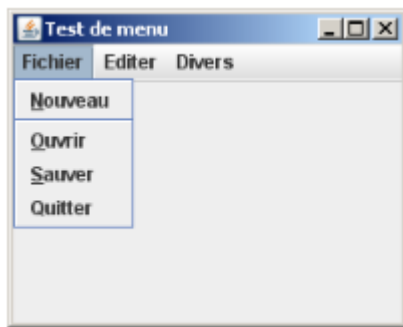 Test de menu
Fichier Editer Divers
Nouveau
Ouvrir
Sauver
Quitter